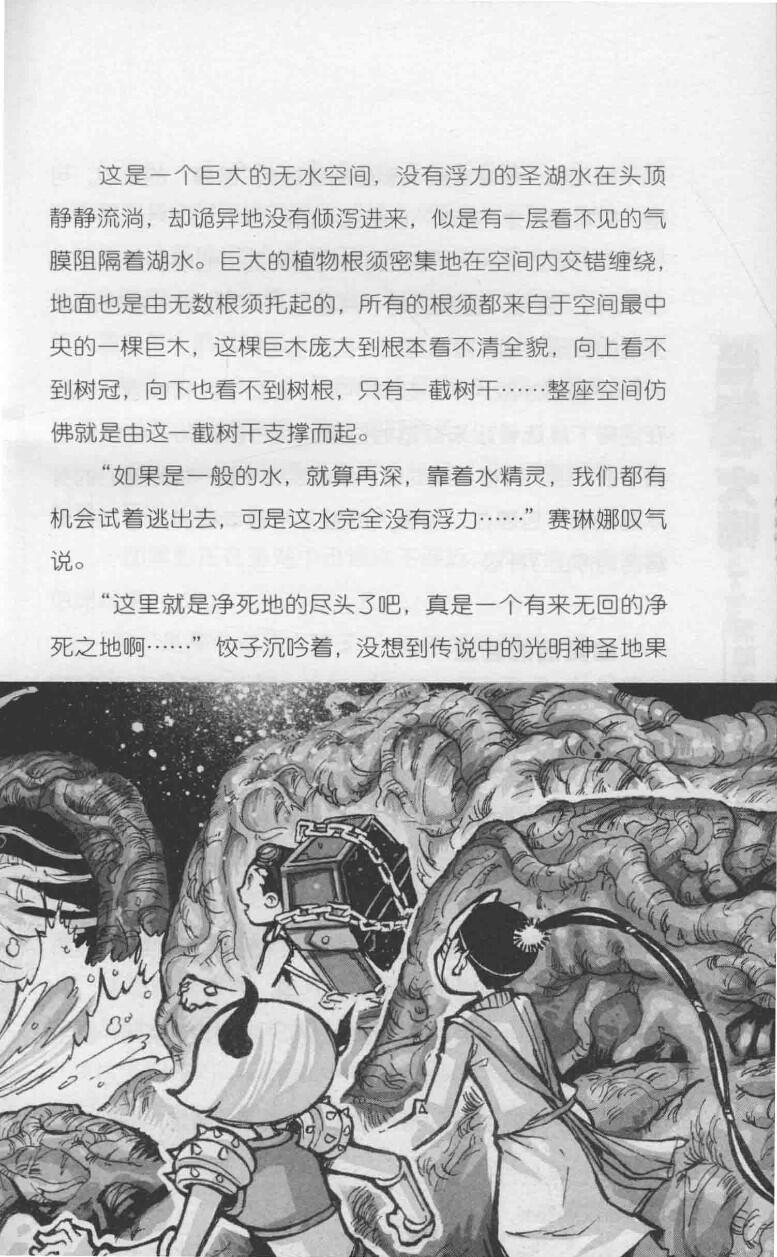 这是一个巨大的无水空间，没有浮力的圣湖水在头顶
静静流淌，却诡异地没有倾泻进来，似是有一层看不见的气
膜阻隔着湖水。巨大的植物根须密集地在空间内交错缠绕，
地面也是由无数根须托起的，所有的根须都来自于空间最中
央的一棵巨木，这棵巨木庞大到根本看不清全貌，向上看不
到树冠，向下也看不到树根，只有一截树干……整座空间仿
佛就是由这一截树干支撑而起。
“如果是一般的水，就算再深，靠着水精灵，我们都有
机会试着逃出去，可是这水完全没有浮力……”赛琳娜叹气
说。
“这里就是净死地的尽头了吧，真是一个有来无回的净
死之地啊……”饺子沉吟着，没想到传说中的光明神圣地果